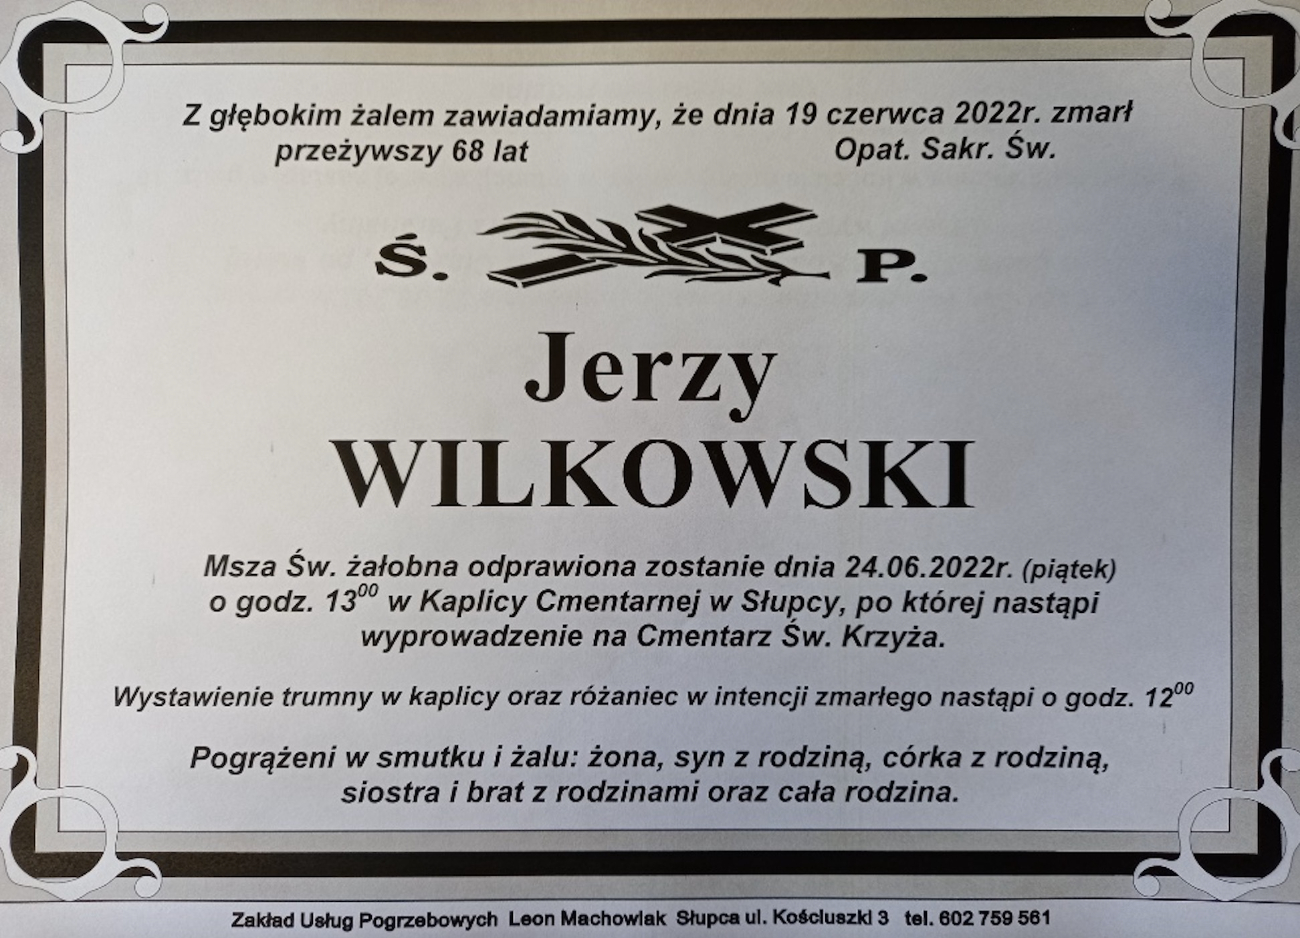 Z głębokim żalem zawiadamiamy, że dnia 19 czerwca 2022r. zmarł
przeżywszy 68 lat Opat. Sakr. Św.
Ś. P.
Jerzy
WILKOWSKI
Msza Św. żałobna odprawiona zostanie dnia 24.06.2022r. (piątek)
o godz. 13⁰⁰ w Kaplicy Cmentarnej w Słupcy, po której nastąpi
wyprowadzenie na Cmentarz Św. Krzyża.
Wystawienie trumny w kaplicy oraz różaniec w intencji zmarłego nastąpi o godz. 12⁰⁰
Pogrążeni w smutku i żalu: żona, syn z rodziną, córka z rodziną,
siostra i brat z rodzinami oraz cała rodzina.
Zakład Usług Pogrzebowych Leon Machowiak Słupca ul. Kościuszki 3 tel. 602 759 561